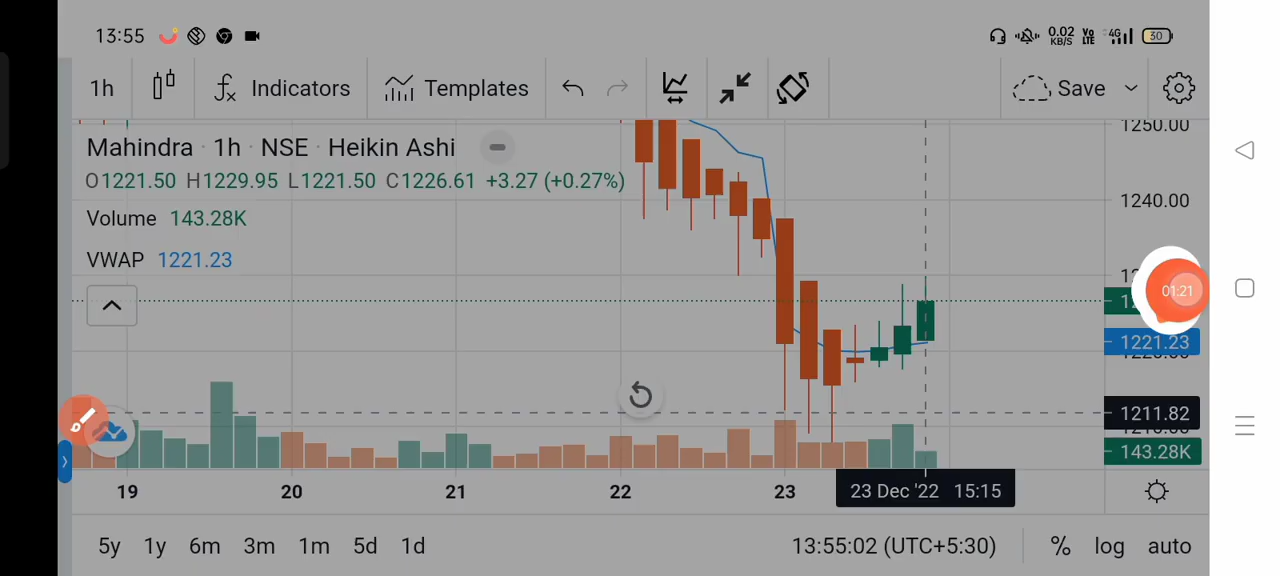 13:55 0.02 KB/S Vo LTE 4G 30
1h Indicators Templates Save
1250.00
Mahindra · 1h · NSE · Heikin Ashi
O1221.50 H1229.95 L1221.50 C1226.61 +3.27 (+0.27%)
1240.00
Volume 143.28K
VWAP 1221.23
01:21
1221.23
1211.82
143.28K
19 20 21 22 23 23 Dec '22 15:15
5y 1y 6m 3m 1m 5d 1d 13:55:02 (UTC+5:30) % log auto